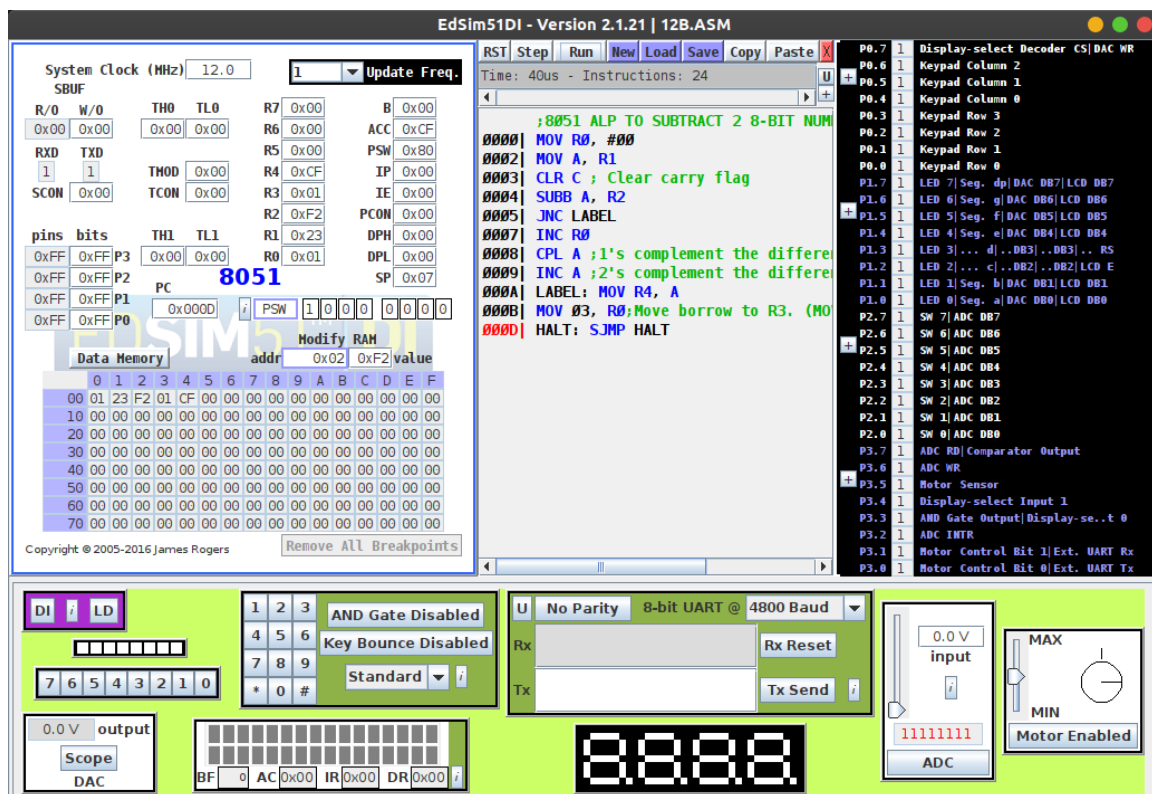 EdSim51DI - Version 2.1.21 | 12B.ASM
System Clock (MHz) 12.0 1 Update Freq.
SBUF
R/O W/O TH0 TL0 R7 0x00 B 0x00
0x00 0x00 0x00 0x00 R6 0x00 ACC 0xCF
RXD TXD R5 0x00 PSW 0x80
1 1 TMOD 0x00 R4 0xCF IP 0x00
SCON 0x00 TCON 0x00 R3 0x01 IE 0x00
R2 0xF2 PCON 0x00
pins bits TH1 TL1 R1 0x23 DPH 0x00
0xFF 0xFF P3 0x00 0x00 R0 0x01 DPL 0x00
0xFF 0xFF P2 8051 SP 0x07
0xFF 0xFF P1 PC
0xFF 0xFF P0 0x000D i PSW 1 0 0 0 0 0 0 0
EDSIM51DI
Modify RAM
Data Memory addr 0x02 0xF2 value
0 1 2 3 4 5 6 7 8 9 A B C D E F
00 01 23 F2 01 CF 00 00 00 00 00 00 00 00 00 00 00
10 00 00 00 00 00 00 00 00 00 00 00 00 00 00 00 00
20 00 00 00 00 00 00 00 00 00 00 00 00 00 00 00 00
30 00 00 00 00 00 00 00 00 00 00 00 00 00 00 00 00
40 00 00 00 00 00 00 00 00 00 00 00 00 00 00 00 00
50 00 00 00 00 00 00 00 00 00 00 00 00 00 00 00 00
60 00 00 00 00 00 00 00 00 00 00 00 00 00 00 00 00
70 00 00 00 00 00 00 00 00 00 00 00 00 00 00 00 00
Copyright © 2005-2016 James Rogers Remove All Breakpoints
RST Step Run New Load Save Copy Paste X
Time: 40us - Instructions: 24 U
+
;8051 ALP TO SUBTRACT 2 8-BIT NUM
0000| MOV R0, #00
0002| MOV A, R1
0003| CLR C ; Clear carry flag
0004| SUBB A, R2
0005| JNC LABEL
0007| INC R0
0008| CPL A ;1's complement the differe
0009| INC A ;2's complement the differe
000A| LABEL: MOV R4, A
000B| MOV 03, R0;Move borrow to R3. (MO
000D| HALT: SJMP HALT
P0.7 1 Display-select Decoder CS|DAC WR
P0.6 1 Keypad Column 2
+ P0.5 1 Keypad Column 1
P0.4 1 Keypad Column 0
P0.3 1 Keypad Row 3
P0.2 1 Keypad Row 2
P0.1 1 Keypad Row 1
P0.0 1 Keypad Row 0
P1.7 1 LED 7|Seg. dp|DAC DB7|LCD DB7
P1.6 1 LED 6|Seg. g|DAC DB6|LCD DB6
+ P1.5 1 LED 5|Seg. f|DAC DB5|LCD DB5
P1.4 1 LED 4|Seg. e|DAC DB4|LCD DB4
P1.3 1 LED 3|... d|..DB3|..DB3|.. RS
P1.2 1 LED 2|... c|..DB2|..DB2|LCD E
P1.1 1 LED 1|Seg. b|DAC DB1|LCD DB1
P1.0 1 LED 0|Seg. a|DAC DB0|LCD DB0
P2.7 1 SW 7|ADC DB7
P2.6 1 SW 6|ADC DB6
+ P2.5 1 SW 5|ADC DB5
P2.4 1 SW 4|ADC DB4
P2.3 1 SW 3|ADC DB3
P2.2 1 SW 2|ADC DB2
P2.1 1 SW 1|ADC DB1
P2.0 1 SW 0|ADC DB0
P3.7 1 ADC RD|Comparator Output
P3.6 1 ADC WR
+ P3.5 1 Motor Sensor
P3.4 1 Display-select Input 1
P3.3 1 AND Gate Output|Display-se..t 0
P3.2 1 ADC INTR
P3.1 1 Motor Control Bit 1|Ext. UART Rx
P3.0 1 Motor Control Bit 0|Ext. UART Tx
DI i LD
7 6 5 4 3 2 1 0
0.0 V output
Scope
DAC
1 2 3
4 5 6
7 8 9
* 0 #
AND Gate Disabled
Key Bounce Disabled
Standard i
BF 0 AC 0x00 IR 0x00 DR 0x00 i
U No Parity 8-bit UART @ 4800 Baud
Rx Rx Reset
Tx Tx Send i
8.8.8.8.
0.0 V
input
i
11111111
ADC
MAX
MIN
Motor Enabled